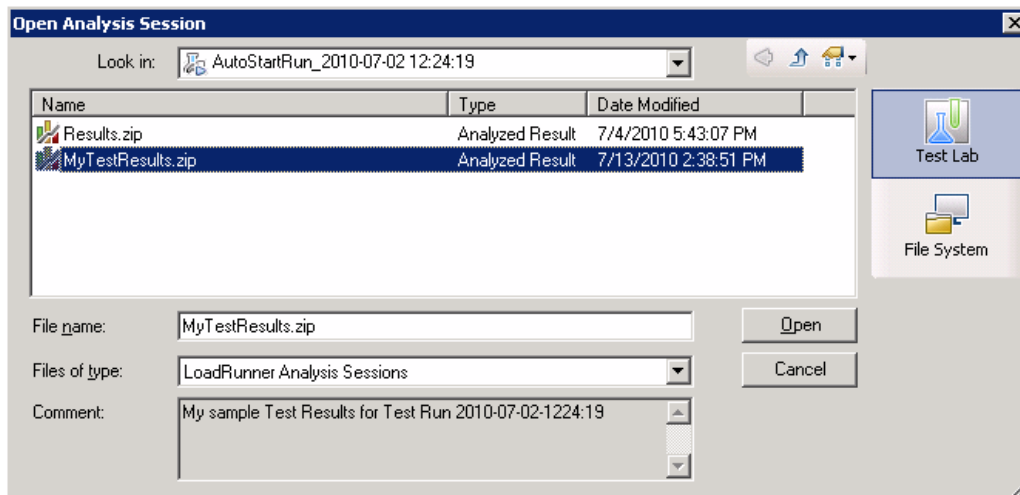 Open Analysis Session
Look in: AutoStartRun_2010-07-02 12:24:19
Name Type Date Modified
Results.zip Analyzed Result 7/4/2010 5:43:07 PM
MyTestResults.zip Analyzed Result 7/13/2010 2:38:51 PM
Test Lab
File System
File name: MyTestResults.zip Open
Files of type: LoadRunner Analysis Sessions Cancel
Comment: My sample Test Results for Test Run 2010-07-02-1224:19